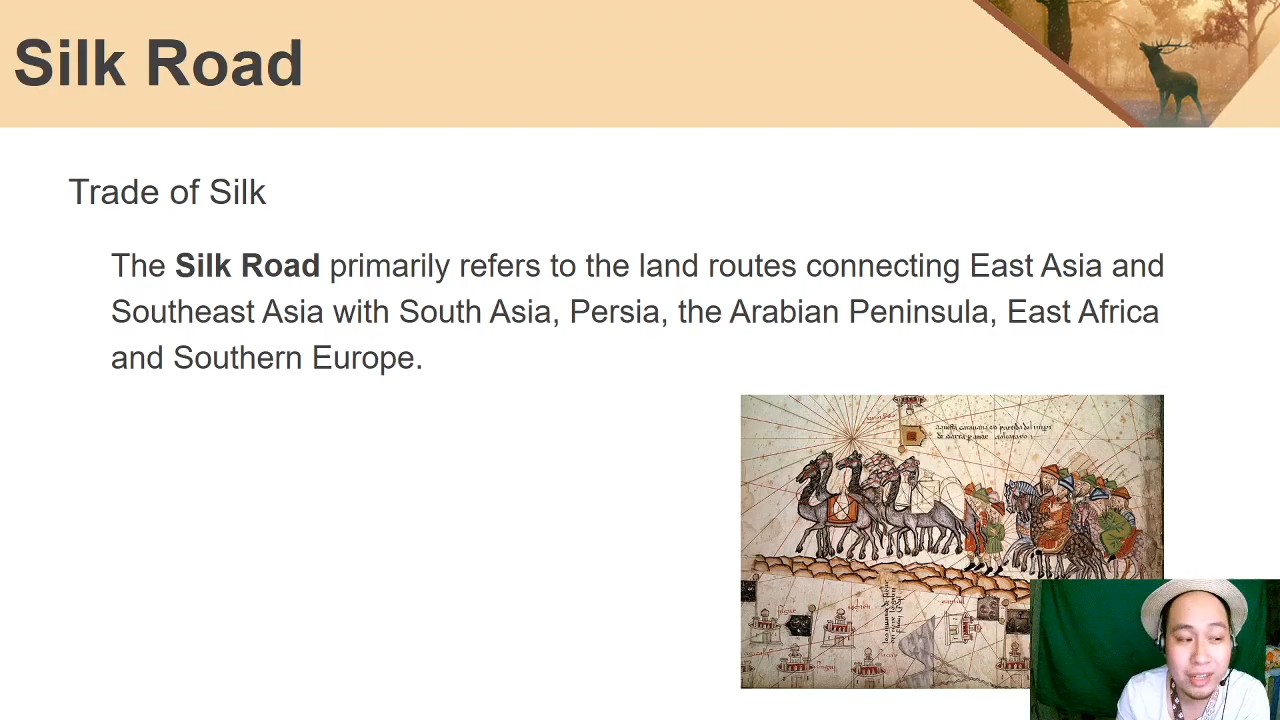 Silk Road
Trade of Silk
The Silk Road primarily refers to the land routes connecting East Asia and
Southeast Asia with South Asia, Persia, the Arabian Peninsula, East Africa
and Southern Europe.